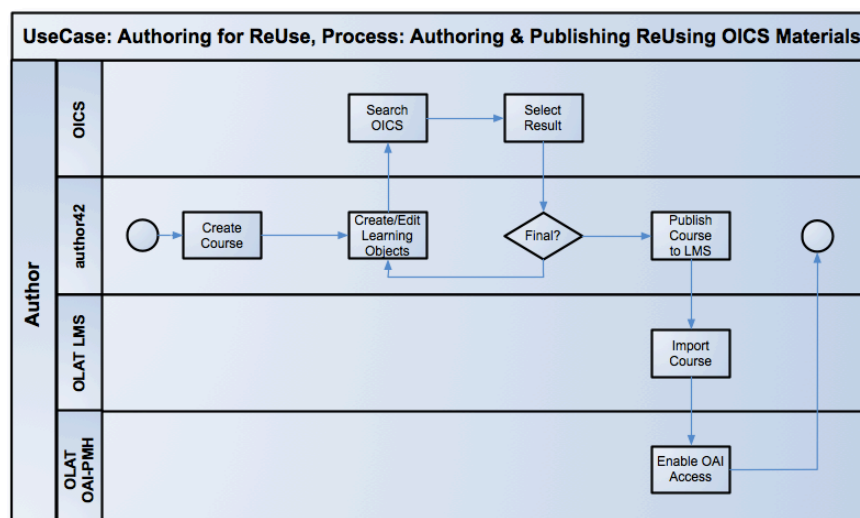 UseCase: Authoring for ReUse, Process: Authoring & Publishing ReUsing OICS Materials
Author
OICS
Search
OICS
Select
Result
author42
Create
Course
Create/Edit
Learning
Objects
Final?
Publish
Course
to LMS
OLAT LMS
Import
Course
OLAT
OAI-PMH
Enable OAI
Access